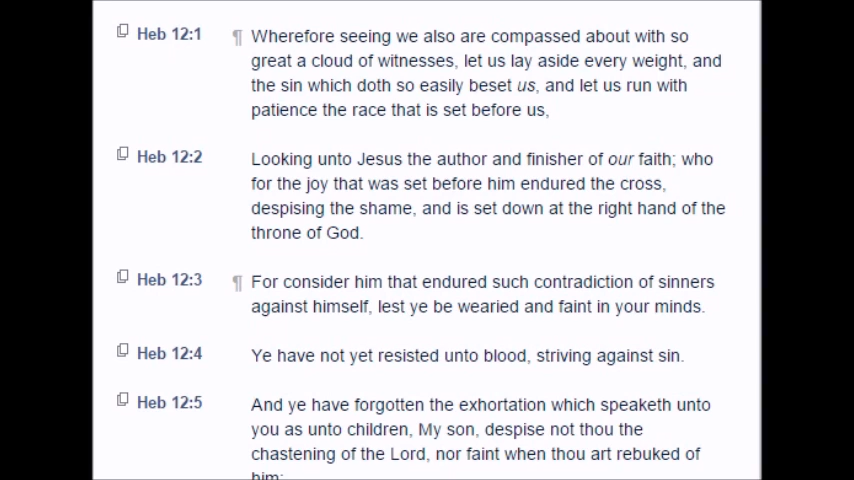 Heb 12:1 ¶ Wherefore seeing we also are compassed about with so
great a cloud of witnesses, let us lay aside every weight, and
the sin which doth so easily beset us, and let us run with
patience the race that is set before us,
Heb 12:2 Looking unto Jesus the author and finisher of our faith; who
for the joy that was set before him endured the cross,
despising the shame, and is set down at the right hand of the
throne of God.
Heb 12:3 ¶ For consider him that endured such contradiction of sinners
against himself, lest ye be wearied and faint in your minds.
Heb 12:4 Ye have not yet resisted unto blood, striving against sin.
Heb 12:5 And ye have forgotten the exhortation which speaketh unto
you as unto children, My son, despise not thou the
chastening of the Lord, nor faint when thou art rebuked of
him: